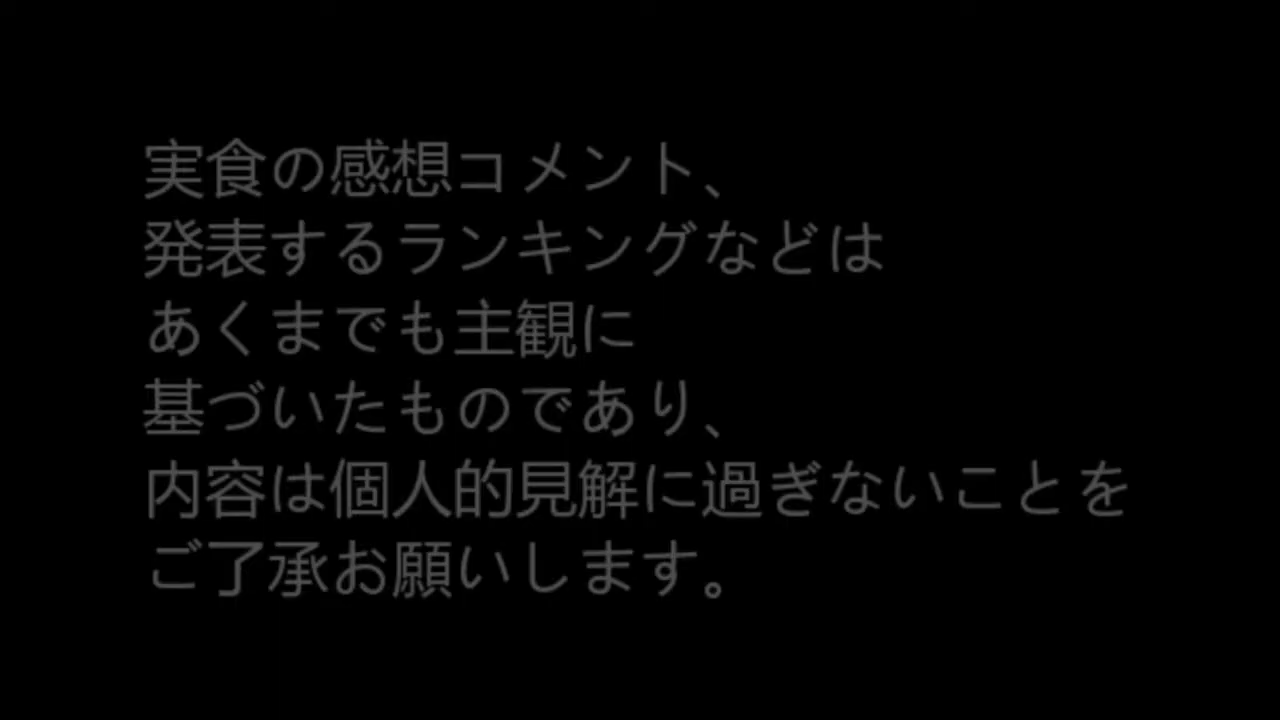 実食の感想コメント、
発表するランキングなどは
あくまでも主観に
基づいたものであり、
内容は個人的見解に過ぎないことを
ご了承お願いします。